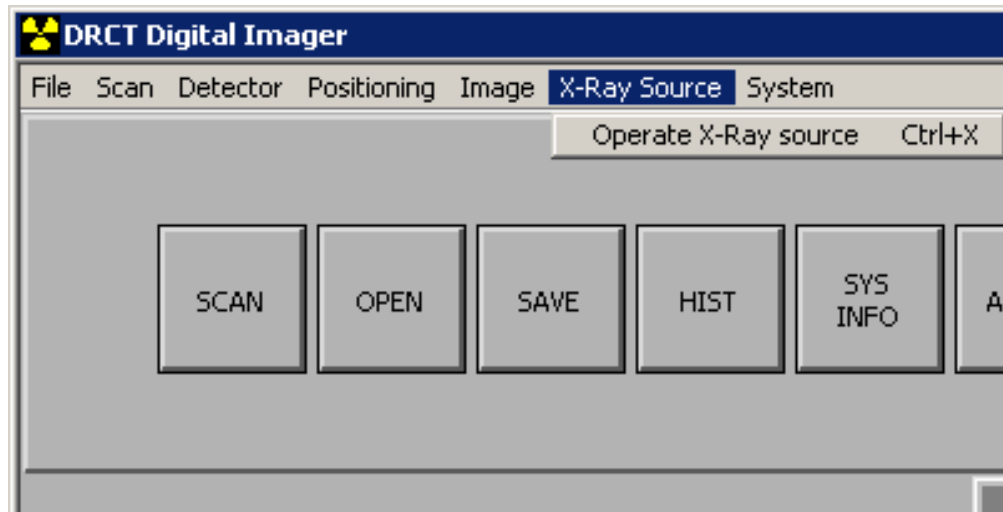 DRCT Digital Imager
File Scan Detector Positioning Image X-Ray Source System
Operate X-Ray source Ctrl+X
SCAN
OPEN
SAVE
HIST
SYS
INFO
A